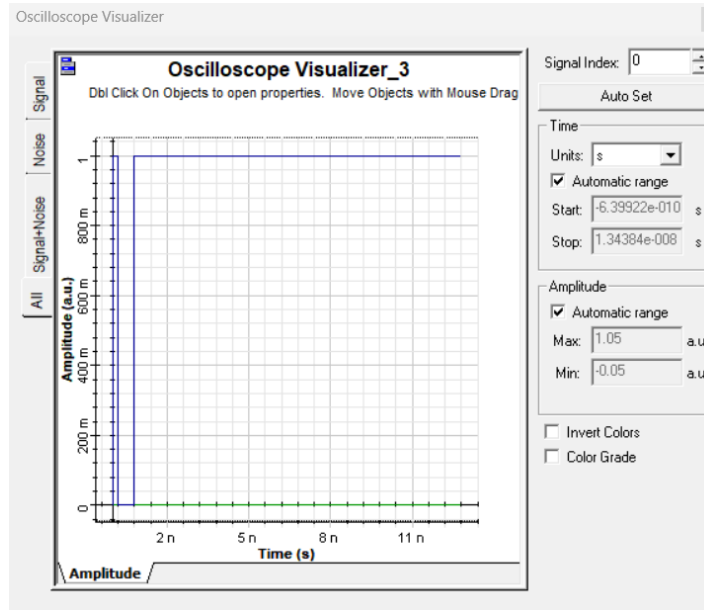 Oscilloscope Visualizer
Signal
Noise
Signal+Noise
All
Oscilloscope Visualizer_3
Dbl Click On Objects to open properties.  Move Objects with Mouse Drag
Amplitude (a.u.)
1
800 m
600 m
400 m
200 m
0
2 n
5 n
8 n
11 n
Time (s)
Amplitude
Signal Index: 0
Auto Set
Time
Units: s
Automatic range
Start: -6.39922e-010 s
Stop: 1.34384e-008 s
Amplitude
Automatic range
Max: 1.05 a.u
Min: -0.05 a.u
Invert Colors
Color Grade